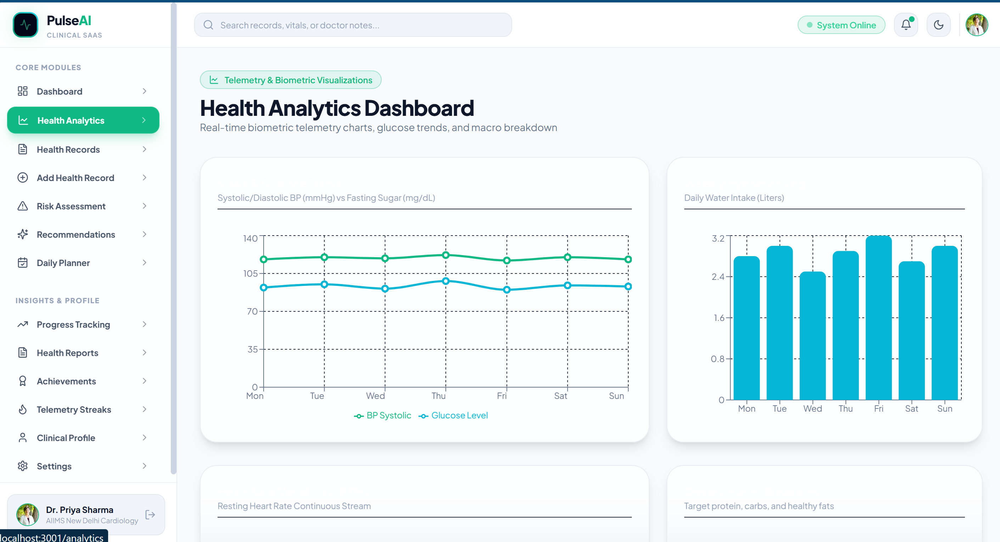 PulseAI
CLINICAL SAAS
Search records, vitals, or doctor notes...
System Online
CORE MODULES
Dashboard
Health Analytics
Health Records
Add Health Record
Risk Assessment
Recommendations
Daily Planner
INSIGHTS & PROFILE
Progress Tracking
Health Reports
Achievements
Telemetry Streaks
Clinical Profile
Settings
Dr. Priya Sharma
AIIMS New Delhi Cardiology
localhost:3001/analytics
Telemetry & Biometric Visualizations
Health Analytics Dashboard
Real-time biometric telemetry charts, glucose trends, and macro breakdown
Systolic/Diastolic BP (mmHg) vs Fasting Sugar (mg/dL)
140
105
70
35
0
Mon Tue Wed Thu Fri Sat Sun
BP Systolic Glucose Level
Daily Water Intake (Liters)
3.2
2.4
1.6
0.8
0
Mon Tue Wed Thu Fri Sat Sun
Resting Heart Rate Continuous Stream
Target protein, carbs, and healthy fats